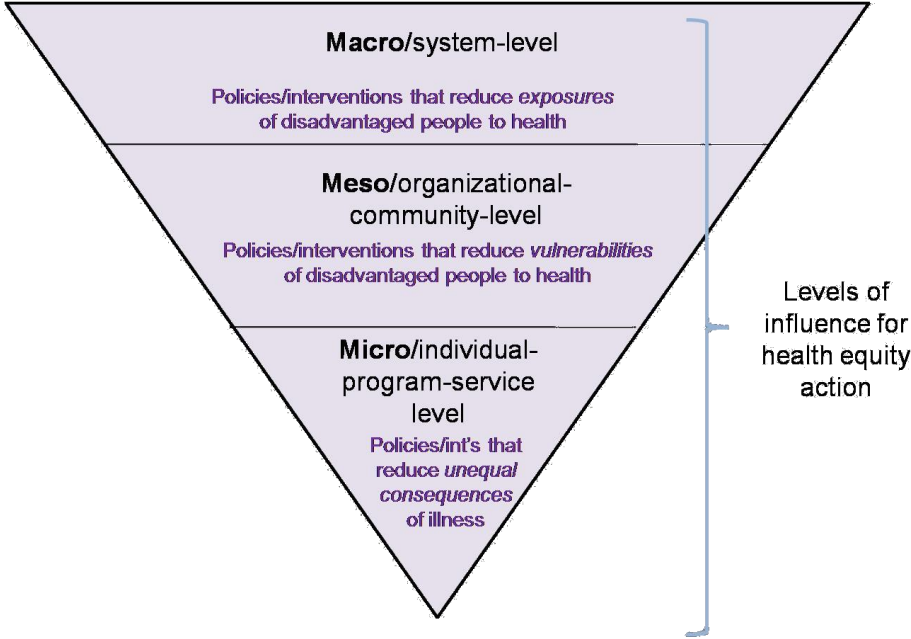 Macro/system-level
Policies/interventions that reduce exposures
of disadvantaged people to health
Meso/organizational-
community-level
Policies/interventions that reduce vulnerabilities
of disadvantaged people to health
Micro/individual-
program-service
level
Policies/int's that
reduce unequal
consequences
of illness
Levels of
influence for
health equity
action